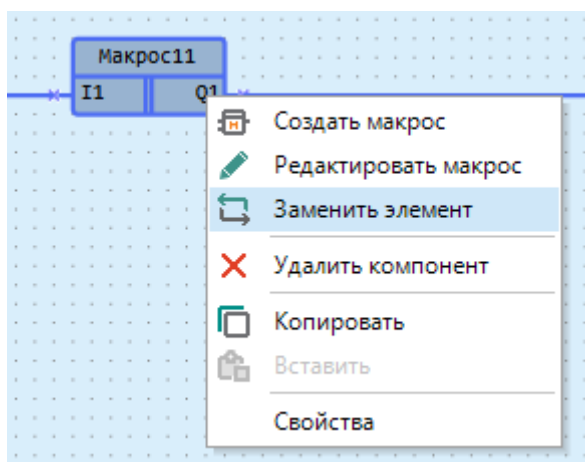 Макрос11
I1 Q1
Создать макрос
Редактировать макрос
Заменить элемент
Удалить компонент
Копировать
Вставить
Свойства